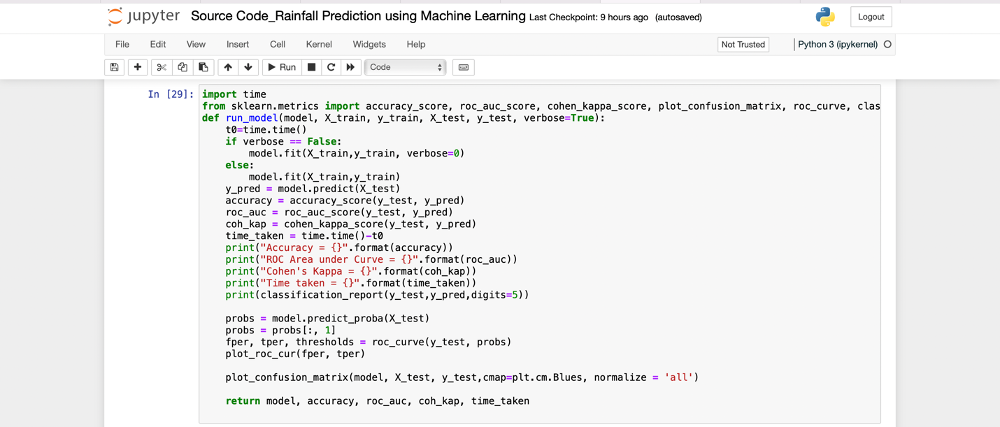 jupyter Source Code_Rainfall Prediction using Machine Learning Last Checkpoint: 9 hours ago (autosaved) Logout
File Edit View Insert Cell Kernel Widgets Help Not Trusted Python 3 (ipykernel)
Run Code
In [29]: import time
from sklearn.metrics import accuracy_score, roc_auc_score, cohen_kappa_score, plot_confusion_matrix, roc_curve, clas
def run_model(model, X_train, y_train, X_test, y_test, verbose=True):
    t0=time.time()
    if verbose == False:
        model.fit(X_train,y_train, verbose=0)
    else:
        model.fit(X_train,y_train)
    y_pred = model.predict(X_test)
    accuracy = accuracy_score(y_test, y_pred)
    roc_auc = roc_auc_score(y_test, y_pred)
    coh_kap = cohen_kappa_score(y_test, y_pred)
    time_taken = time.time()-t0
    print("Accuracy = {}".format(accuracy))
    print("ROC Area under Curve = {}".format(roc_auc))
    print("Cohen's Kappa = {}".format(coh_kap))
    print("Time taken = {}".format(time_taken))
    print(classification_report(y_test,y_pred,digits=5))
    probs = model.predict_proba(X_test)
    probs = probs[:, 1]
    fper, tper, thresholds = roc_curve(y_test, probs)
    plot_roc_cur(fper, tper)
    plot_confusion_matrix(model, X_test, y_test,cmap=plt.cm.Blues, normalize = 'all')
    return model, accuracy, roc_auc, coh_kap, time_taken